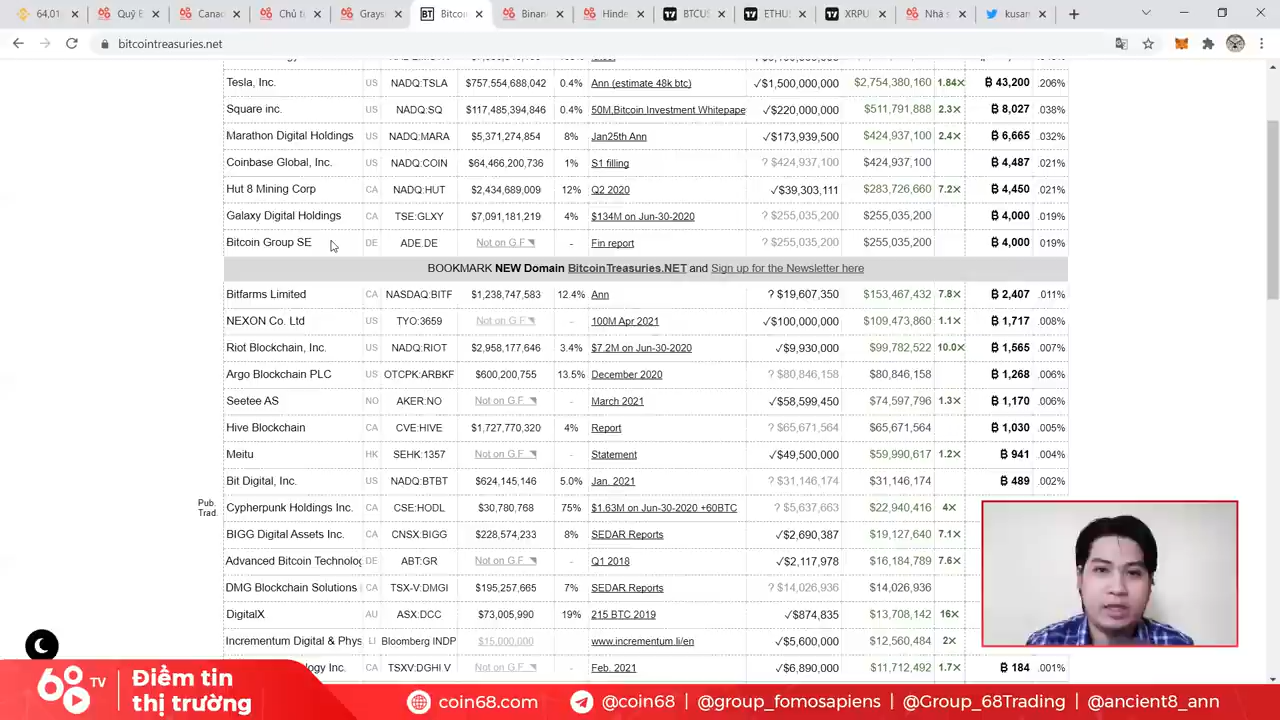 64,01
Quỹ B
Canad
Chủ t
Grays
Bitcoi
Binan
Hinde
BTCU
ETHUS
XRPU
Nhà s
kusan
bitcointreasuries.net
Tesla, Inc. US NADQ:TSLA $757,554,688,042 0.4% Ann (estimate 48k btc) ✓$1,500,000,000 $2,754,380,160 1.84× ₿ 43,200 .206%
Square inc. US NADQ:SQ $117,485,394,846 0.4% 50M,Bitcoin Investment Whitepape ✓$220,000,000 $511,791,888 2.3× ₿ 8,027 .038%
Marathon Digital Holdings US NADQ:MARA $5,371,274,854 8% Jan25th Ann ✓$173,939,500 $424,937,100 2.4× ₿ 6,665 .032%
Coinbase Global, Inc. US NADQ:COIN $64,466,200,736 1% S1 filling ? $424,937,100 $424,937,100 ₿ 4,487 .021%
Hut 8 Mining Corp CA NADQ:HUT $2,434,689,009 12% Q2 2020 ✓$39,303,111 $283,726,660 7.2× ₿ 4,450 .021%
Galaxy Digital Holdings CA TSE:GLXY $7,091,181,219 4% $134M on Jun-30-2020 ? $255,035,200 $255,035,200 ₿ 4,000 .019%
Bitcoin Group SE DE ADE.DE Not on G.F. - Fin report ? $255,035,200 $255,035,200 ₿ 4,000 019%
BOOKMARK NEW Domain BitcoinTreasuries.NET and Sign up for the Newsletter here
Bitfarms Limited CA NASDAQ:BITF $1,238,747,583 12.4% Ann ? $19,607,350 $153,467,432 7.8× ₿ 2,407 .011%
NEXON Co. Ltd US TYO:3659 Not on G.F. - 100M Apr 2021 ✓$100,000,000 $109,473,860 1.1× ₿ 1,717 .008%
Riot Blockchain, Inc. US NADQ:RIOT $2,958,177,646 3.4% $7.2M on Jun-30-2020 ✓$9,930,000 $99,782,522 10.0× ₿ 1,565 .007%
Argo Blockchain PLC US OTCPK:ARBKF $600,200,755 13.5% December 2020 ? $80,846,158 $80,846,158 ₿ 1,268 .006%
Seetee AS NO AKER:NO Not on G.F. - March 2021 ✓$58,599,450 $74,597,796 1.3× ₿ 1,170 .006%
Hive Blockchain CA CVE:HIVE $1,727,770,320 4% Report ? $65,671,564 $65,671,564 ₿ 1,030 .005%
Meitu HK SEHK:1357 Not on G.F. - Statement ✓$49,500,000 $59,990,617 1.2× ₿ 941 .004%
Bit Digital, Inc. US NADQ:BTBT $624,145,146 5.0% Jan. 2021 ? $31,146,174 $31,146,174 ₿ 489 .002%
Pub. Trad.
Cypherpunk Holdings Inc. CA CSE:HODL $30,780,768 75% $1.63M on Jun-30-2020 +60BTC ? $5,637,663 $22,940,416 4×
BIGG Digital Assets Inc. CA CNSX:BIGG $228,574,233 8% SEDAR Reports ✓$2,690,387 $19,127,640 7.1×
Advanced Bitcoin Technolog DE ABT:GR Not on G.F. - Q1 2018 ✓$2,117,978 $16,184,789 7.6×
DMG Blockchain Solutions CA TSX-V:DMGI $195,257,665 7% SEDAR Reports ? $14,026,936 $14,026,936
DigitalX AU ASX:DCC $73,005,990 19% 215 BTC 2019 ✓$874,835 $13,708,142 16×
Incrementum Digital & Phys LI Bloomberg INDP $15,000,000 www.incrementum.li/en ✓$5,600,000 $12,560,484 2×
ology Inc. CA TSXV:DGHI.V Not on G.F. - Feb. 2021 ✓$6,890,000 $11,712,492 1.7× ₿ 184 .001%
68 TV
Điểm tin
thị trường
coin68.com
@coin68 | @group_fomosapiens | @Group_68Trading | @ancient8_ann